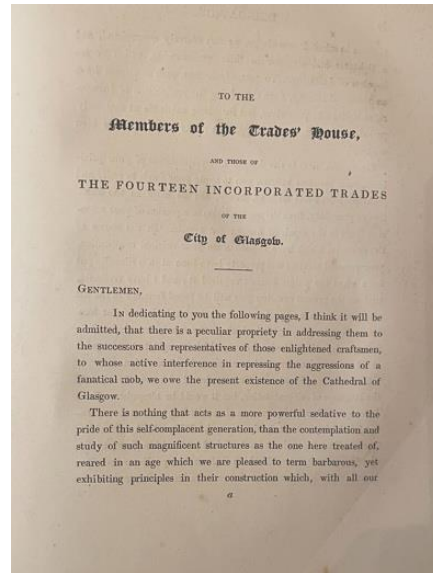 TO THE
Members of the Trades' House,
AND THOSE OF
THE FOURTEEN INCORPORATED TRADES
OF THE
City of Glasgow.
GENTLEMEN,
IN dedicating to you the following pages, I think it will be
admitted, that there is a peculiar propriety in addressing them to
the successors and representatives of those enlightened craftsmen,
to whose active interference in repressing the aggressions of a
fanatical mob, we owe the present existence of the Cathedral of
Glasgow.
There is nothing that acts as a more powerful sedative to the
pride of this self-complacent generation, than the contemplation and
study of such magnificent structures as the one here treated of,
reared in an age which we are pleased to term barbarous, yet
exhibiting principles in their construction which, with all our
a